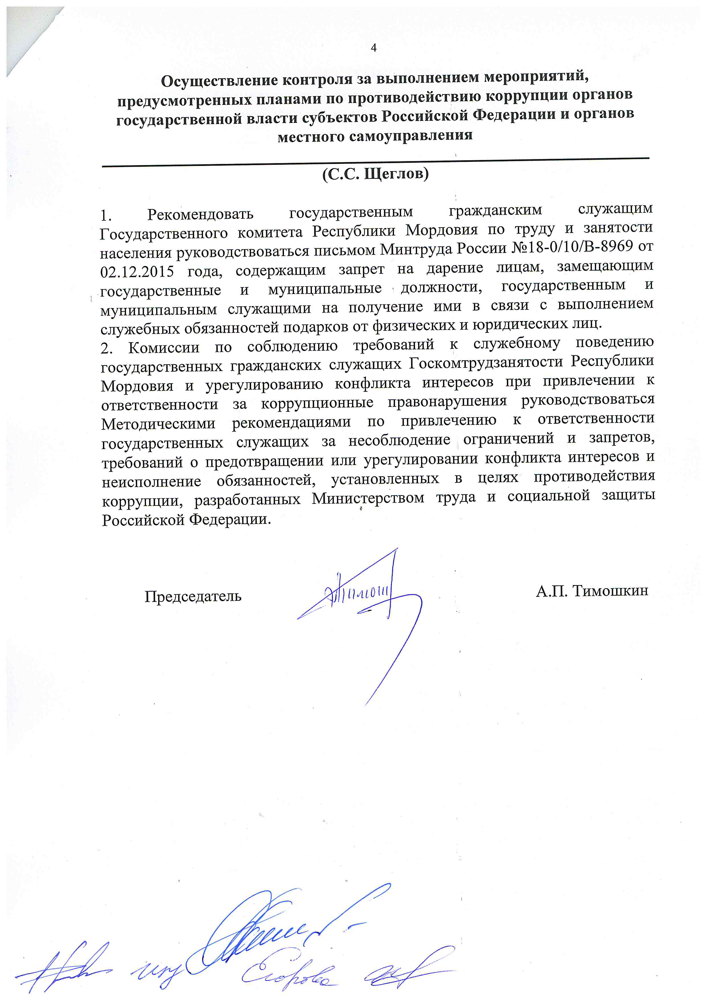 4
Осуществление контроля за выполнением мероприятий,
предусмотренных планами по противодействию коррупции органов
государственной власти субъектов Российской Федерации и органов
местного самоуправления
(С.С. Щеглов)
1. Рекомендовать государственным гражданским служащим
Государственного комитета Республики Мордовия по труду и занятости
населения руководствоваться письмом Минтруда России №18-0/10/В-8969 от
02.12.2015 года, содержащим запрет на дарение лицам, замещающим
государственные и муниципальные должности, государственным и
муниципальным служащими на получение ими в связи с выполнением
служебных обязанностей подарков от физических и юридических лиц.
2. Комиссии по соблюдению требований к служебному поведению
государственных гражданских служащих Госкомтрудзанятости Республики
Мордовия и урегулированию конфликта интересов при привлечении к
ответственности за коррупционные правонарушения руководствоваться
Методическими рекомендациями по привлечению к ответственности
государственных служащих за несоблюдение ограничений и запретов,
требований о предотвращении или урегулировании конфликта интересов и
неисполнение обязанностей, установленных в целях противодействия
коррупции, разработанных Министерством труда и социальной защиты
Российской Федерации.
Председатель А.П. Тимошкин
Егорова